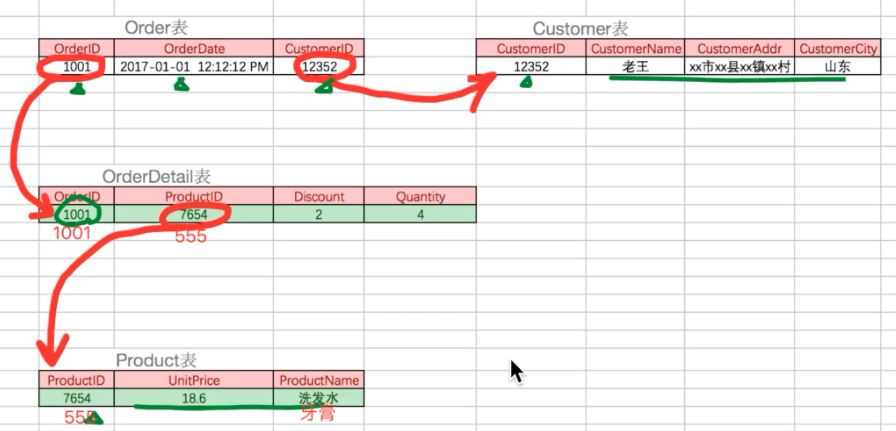 Order表
Customer表
OrderID OrderDate CustomerID
CustomerID CustomerName CustomerAddr CustomerCity
1001 2017-01-01 12:12:12 PM 12352
12352 老王 xx市xx县xx镇xx村 山东
OrderDetail表
OrderID ProductID Discount Quantity
1001 7654 2 4
1001 555
Product表
ProductID UnitPrice ProductName
7654 18.6 洗发水
555 牙膏